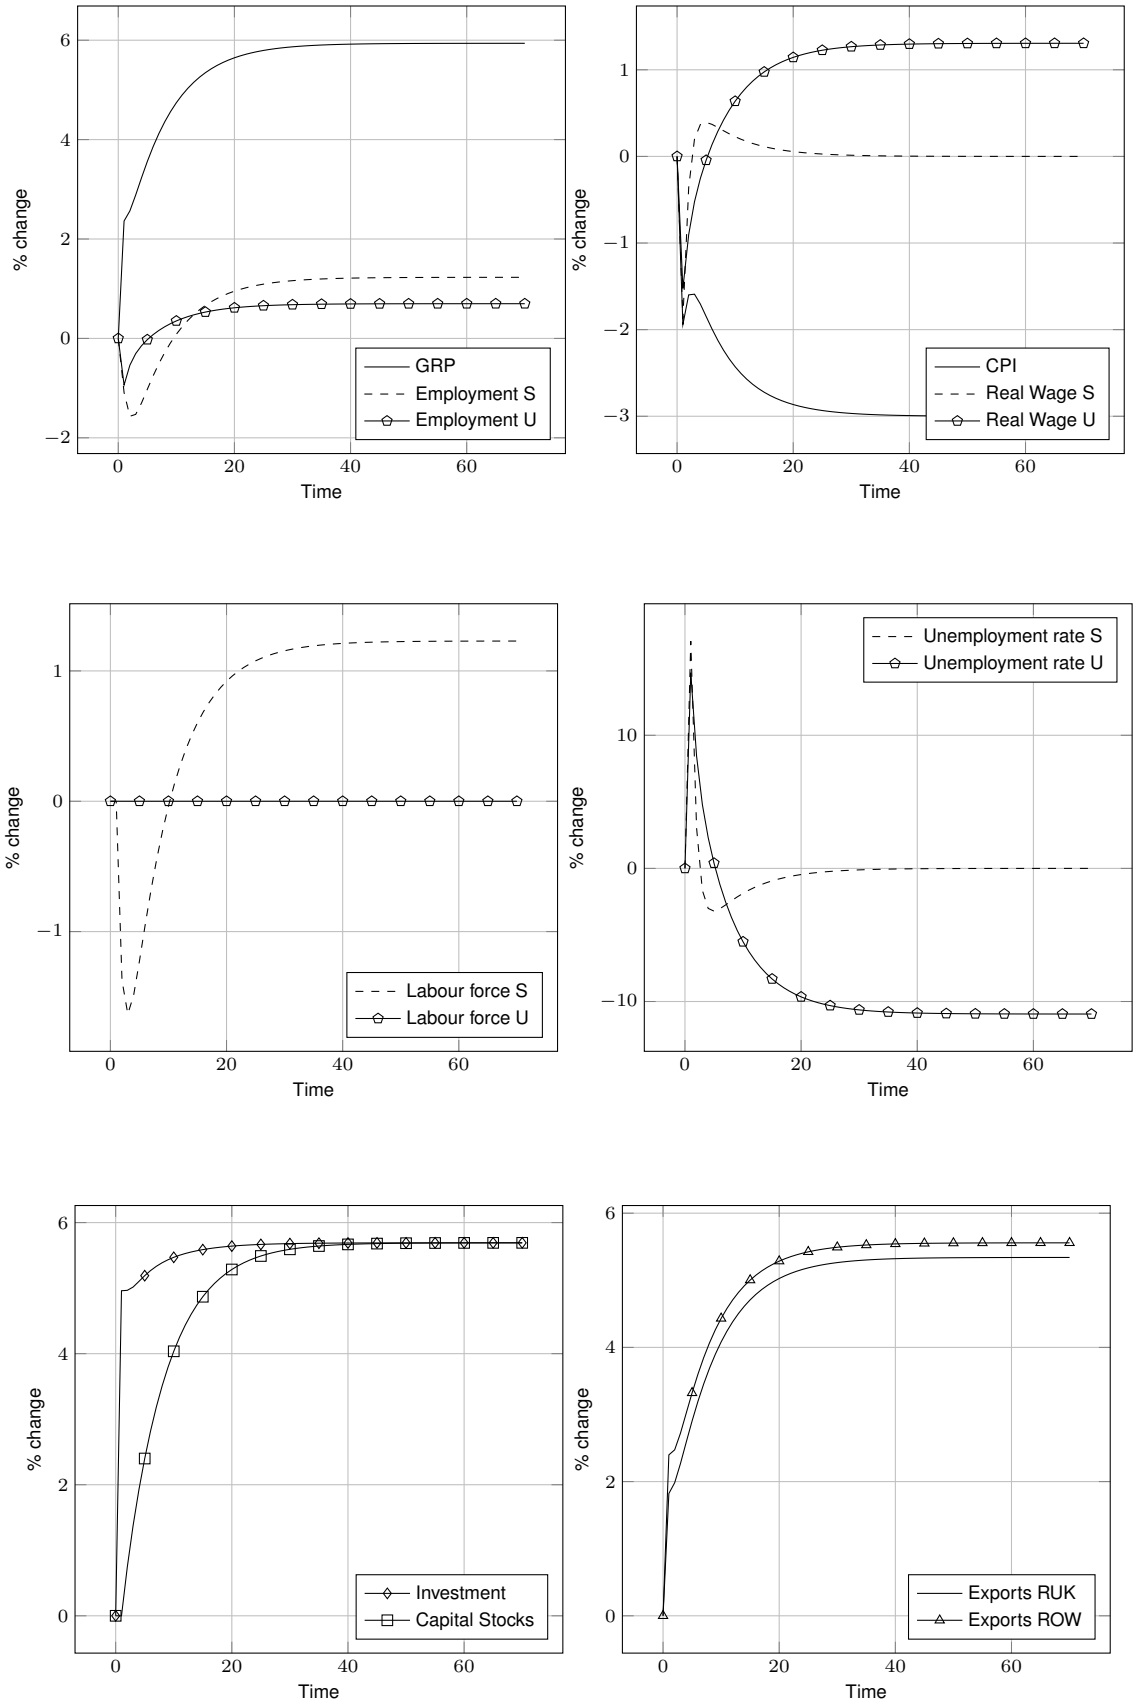 6
4
2
0
−2
% change
0
20
40
60
Time
GRP
Employment S
Employment U
1
0
−1
−2
−3
% change
0
20
40
60
Time
CPI
Real Wage S
Real Wage U
1
0
−1
% change
0
20
40
60
Time
Labour force S
Labour force U
10
0
−10
% change
0
20
40
60
Time
Unemployment rate S
Unemployment rate U
6
4
2
0
% change
0
20
40
60
Time
Investment
Capital Stocks
6
4
2
0
% change
0
20
40
60
Time
Exports RUK
Exports ROW